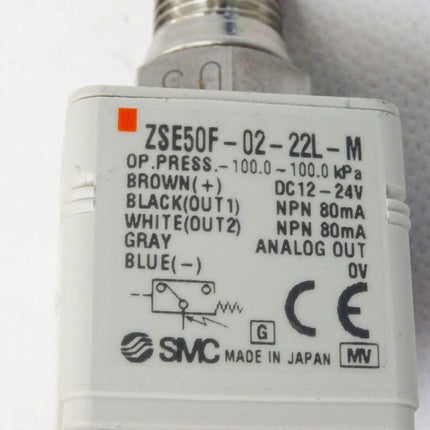 ZSE50F-02-22L-M
OP.PRESS.-100.0~100.0 kPa
BROWN(+) DC12-24V
BLACK(OUT1) NPN 80mA
WHITE(OUT2) NPN 80mA
GRAY ANALOG OUT
BLUE(-) 0V
CE
G
SMC MADE IN JAPAN MV